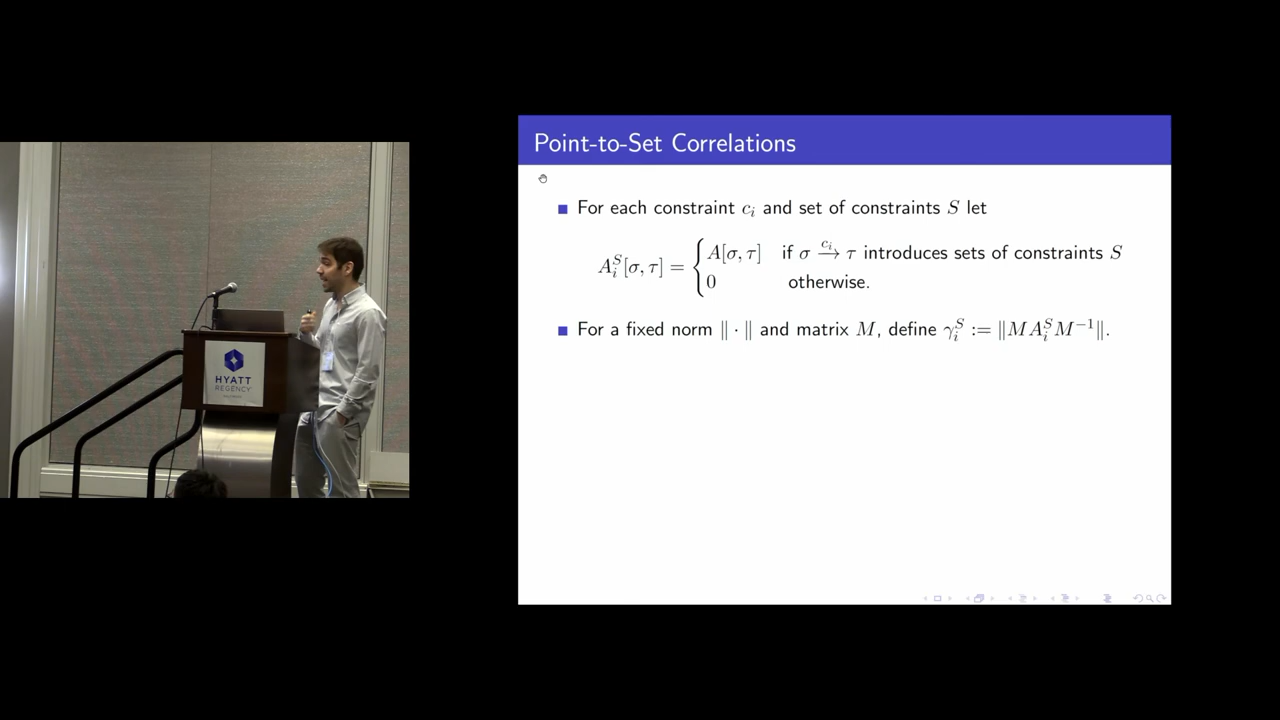 Point-to-Set Correlations
For each constraint c_i and set of constraints S let
A_i^S[σ, τ] = { A[σ, τ] if σ →^{c_i} τ introduces sets of constraints S
0 otherwise.
For a fixed norm ‖ · ‖ and matrix M, define γ_i^S := ‖MA_i^S M^{-1}‖.
HYATT
REGENCY